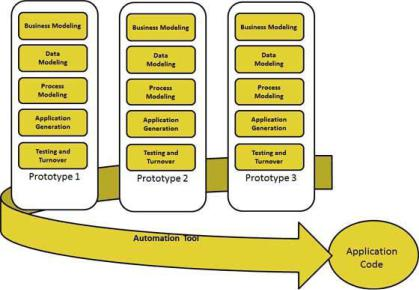 Business Modeling
Data
Modeling
Process
Modeling
Application
Generation
Testing and
Turnover
Prototype 1
Business Modeling
Data
Modeling
Process
Modeling
Application
Generation
Testing and
Turnover
Prototype 2
Business Modeling
Data
Modeling
Process
Modeling
Application
Generation
Testing and
Turnover
Prototype 3
Automation Tool
Application
Code